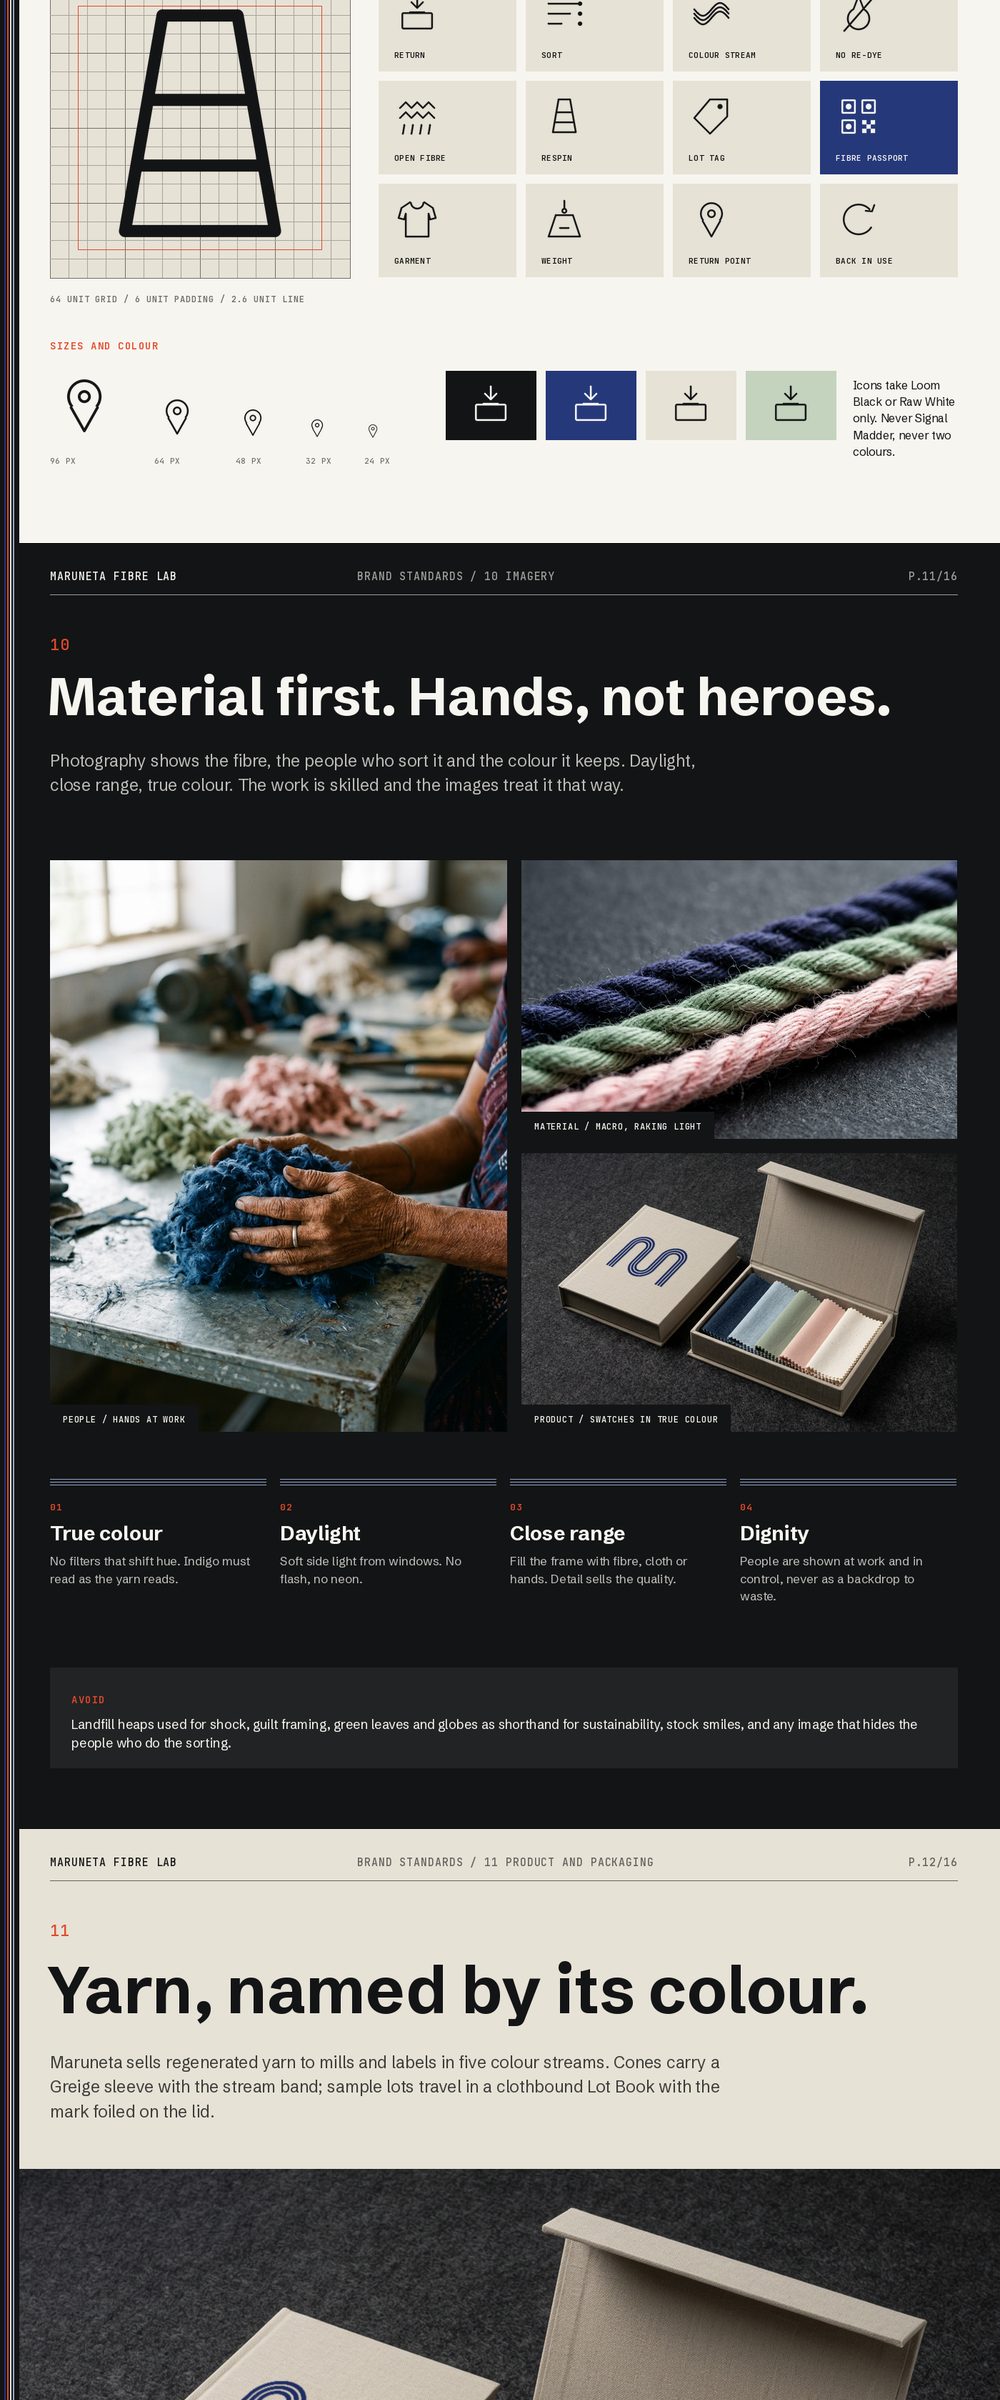 RETURN
SORT
COLOUR STREAM
NO RE-DYE
OPEN FIBRE
RESPIN
LOT TAG
FIBRE PASSPORT
GARMENT
WEIGHT
RETURN POINT
BACK IN USE
64 UNIT GRID / 6 UNIT PADDING / 2.6 UNIT LINE
SIZES AND COLOUR
96 PX
64 PX
48 PX
32 PX
24 PX
Icons take Loom
Black or Raw White
only. Never Signal
Madder, never two
colours.
MARUNETA FIBRE LAB
BRAND STANDARDS / 10 IMAGERY
P.11/16
10
Material first. Hands, not heroes.
Photography shows the fibre, the people who sort it and the colour it keeps. Daylight,
close range, true colour. The work is skilled and the images treat it that way.
MATERIAL / MACRO, RAKING LIGHT
PEOPLE / HANDS AT WORK
PRODUCT / SWATCHES IN TRUE COLOUR
01
True colour
No filters that shift hue. Indigo must
read as the yarn reads.
02
Daylight
Soft side light from windows. No
flash, no neon.
03
Close range
Fill the frame with fibre, cloth or
hands. Detail sells the quality.
04
Dignity
People are shown at work and in
control, never as a backdrop to
waste.
AVOID
Landfill heaps used for shock, guilt framing, green leaves and globes as shorthand for sustainability, stock smiles, and any image that hides the
people who do the sorting.
MARUNETA FIBRE LAB
BRAND STANDARDS / 11 PRODUCT AND PACKAGING
P.12/16
11
Yarn, named by its colour.
Maruneta sells regenerated yarn to mills and labels in five colour streams. Cones carry a
Greige sleeve with the stream band; sample lots travel in a clothbound Lot Book with the
mark foiled on the lid.